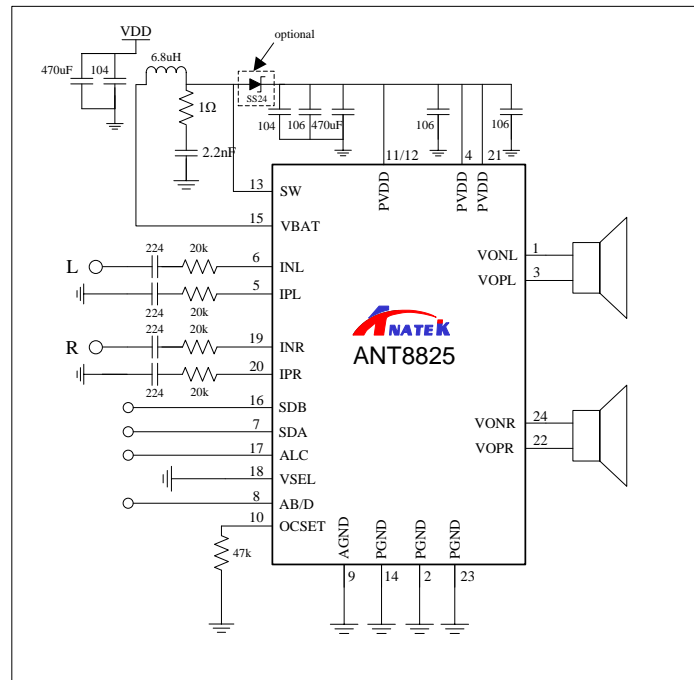 VDD
optional
6.8uH
470uF
104
SS24
1Ω
2.2nF
104
106
470uF
106
106
11/12
4
21
PVDD
PVDD
PVDD
13
SW
15
VBAT
L
224
20k
6
INL
5
IPL
224
20k
R
224
20k
19
INR
20
IPR
224
20k
16
SDB
7
SDA
17
ALC
18
VSEL
8
AB/D
10
OCSET
47k
ANATEK
ANT8825
VONL
1
VOPL
3
VONR
24
VOPR
22
AGND
PGND
PGND
PGND
9
14
2
23